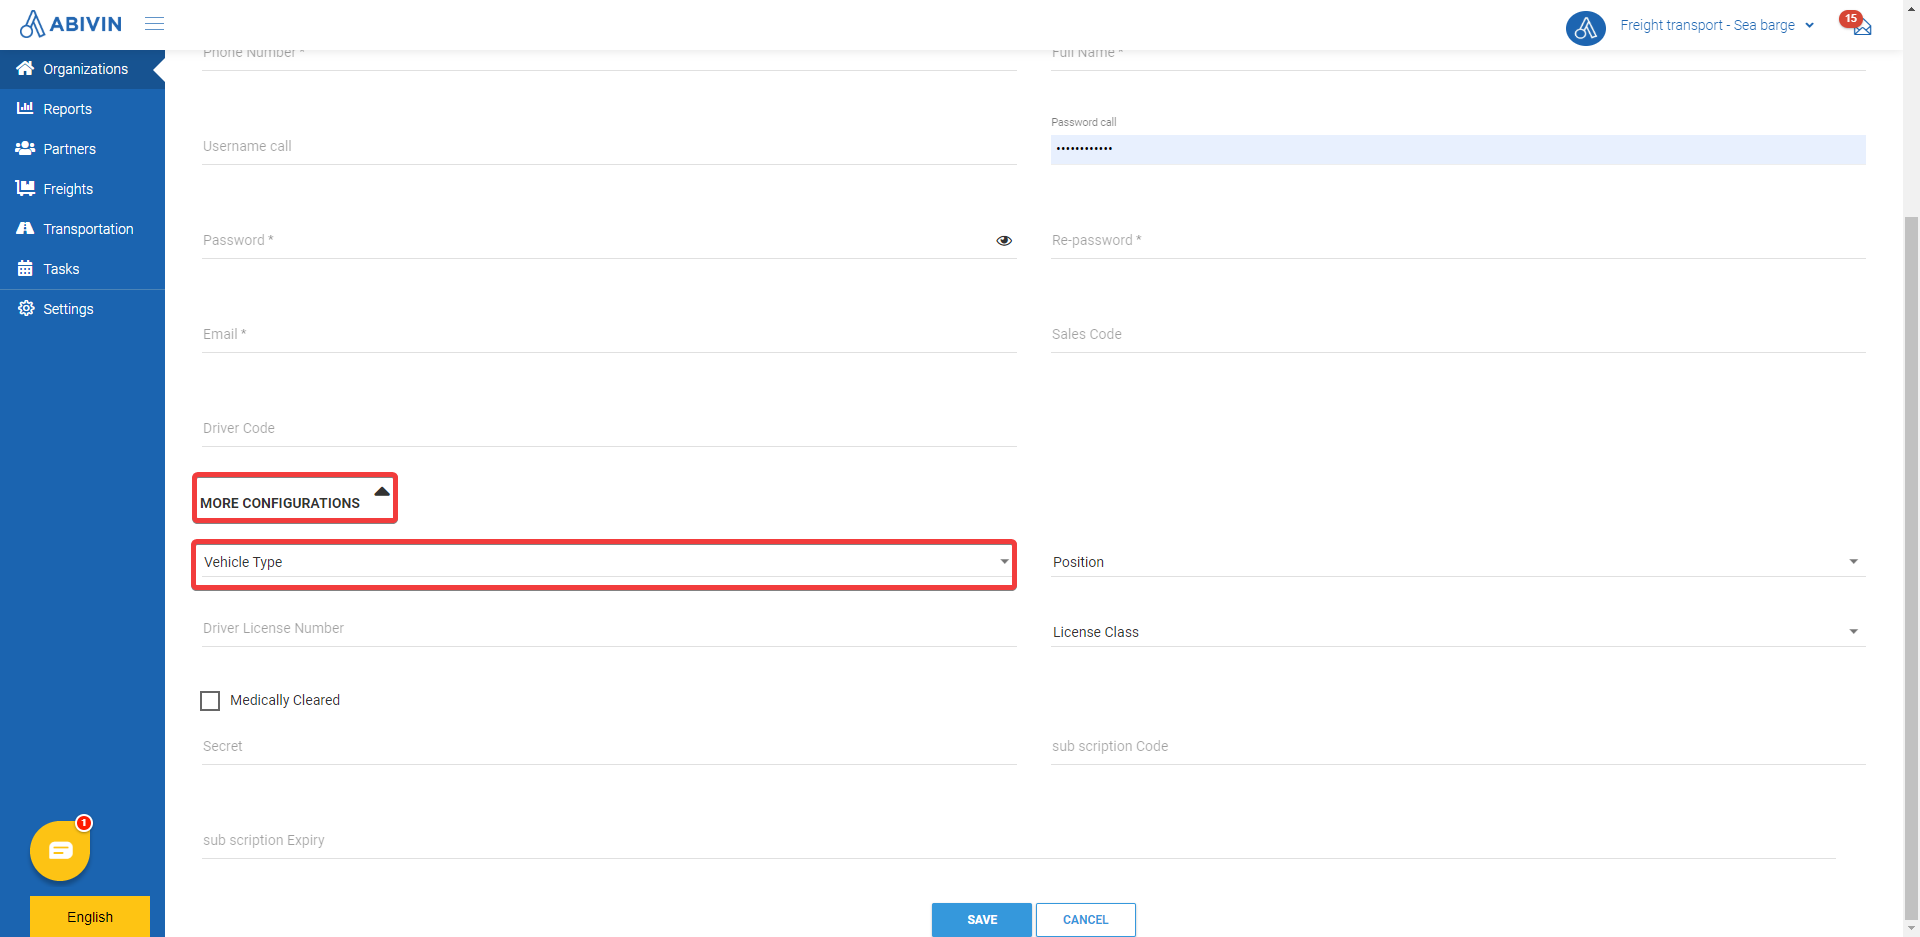 ABIVIN
Freight transport - Sea barge
15
Organizations
Reports
Partners
Freights
Transportation
Tasks
Settings
Phone Number *
Full Name *
Username call
Password call
••••••••••••
Password *
Re-password *
Email *
Sales Code
Driver Code
MORE CONFIGURATIONS
Vehicle Type
Position
Driver License Number
License Class
Medically Cleared
Secret
sub scription Code
sub scription Expiry
1
English
SAVE
CANCEL